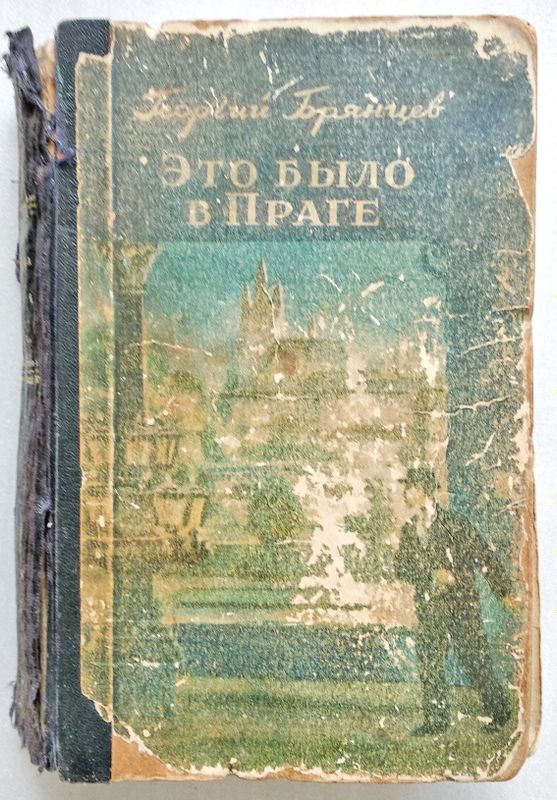 Георгий Брянцев
Это было
в Праге